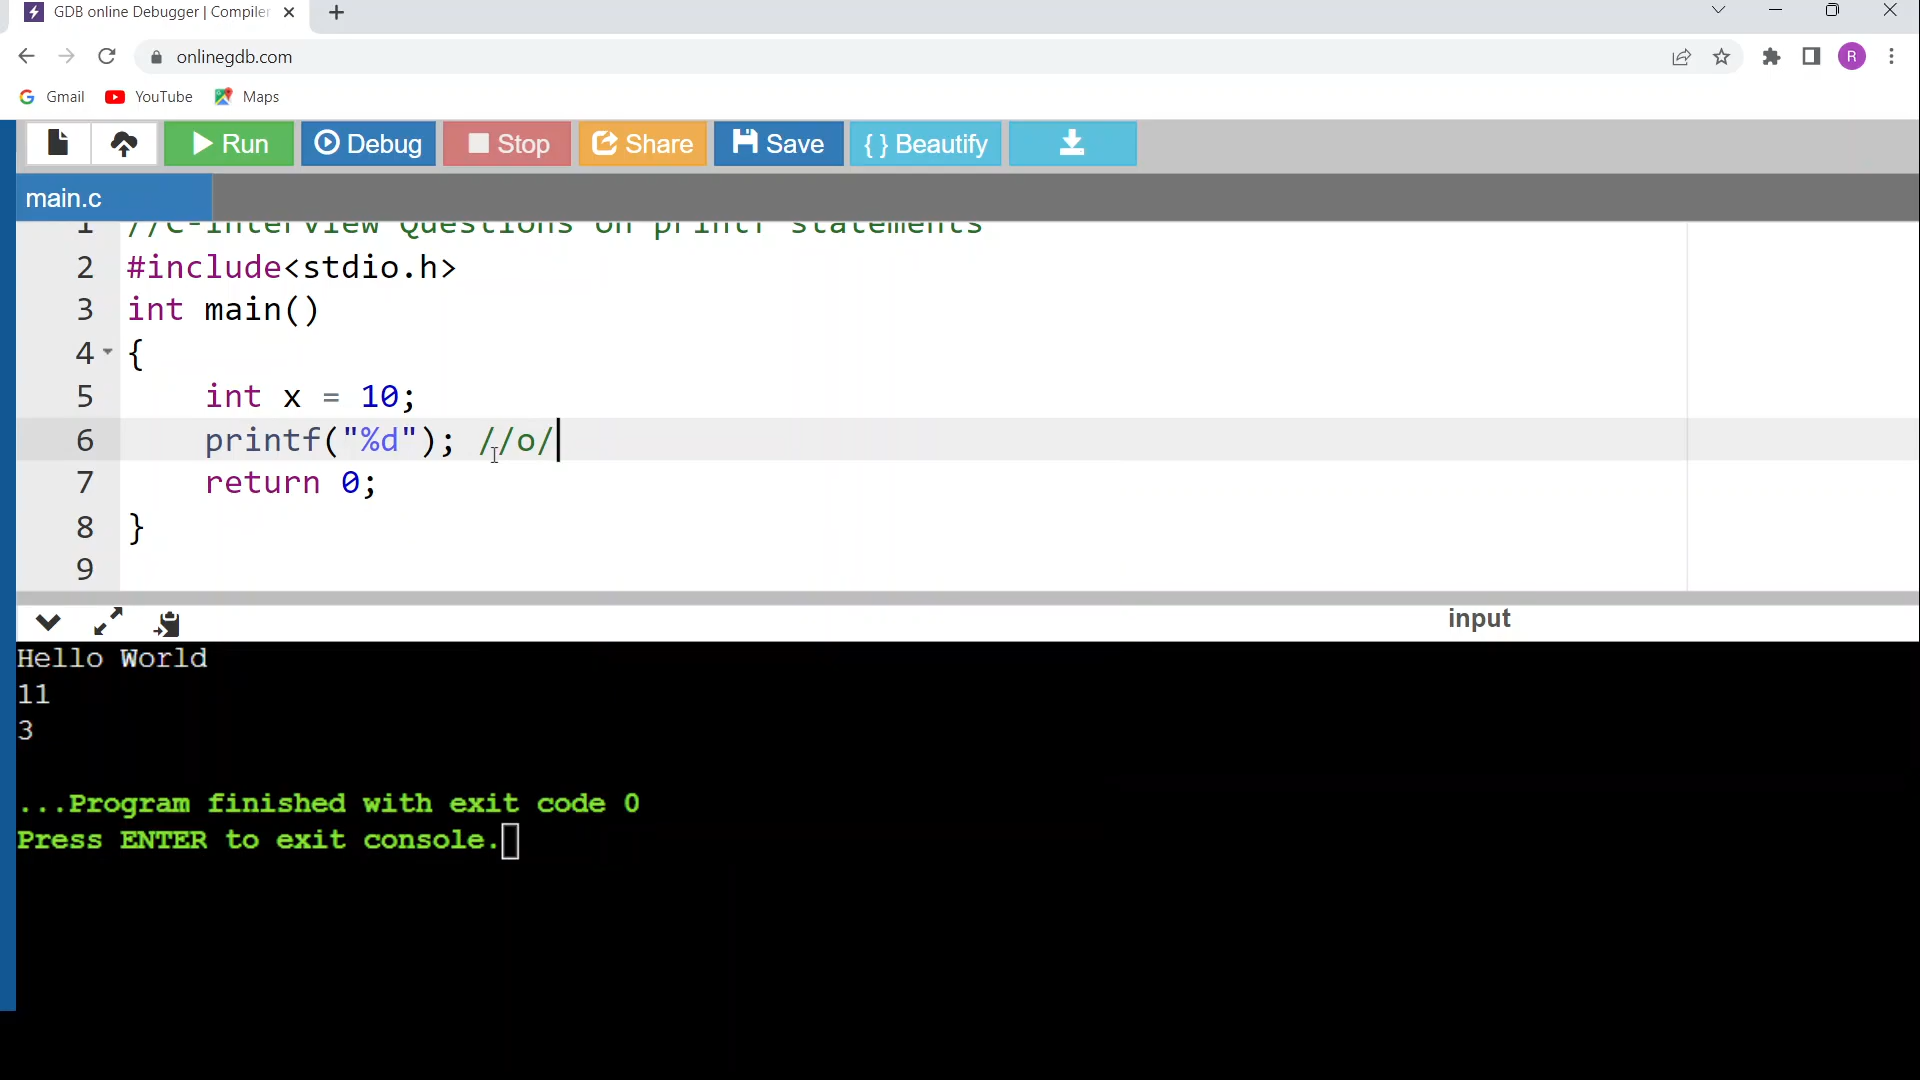 GDB online Debugger | Compiler
onlinegdb.com
R
Gmail YouTube Maps
Run Debug Stop Share Save { } Beautify
main.c
1 //C-Interview Questions on printf statements
2 #include<stdio.h>
3 int main()
4 {
5 int x = 10;
6 printf("%d"); //o/
7 return 0;
8 }
9
input
Hello World
11
3
...Program finished with exit code 0
Press ENTER to exit console.